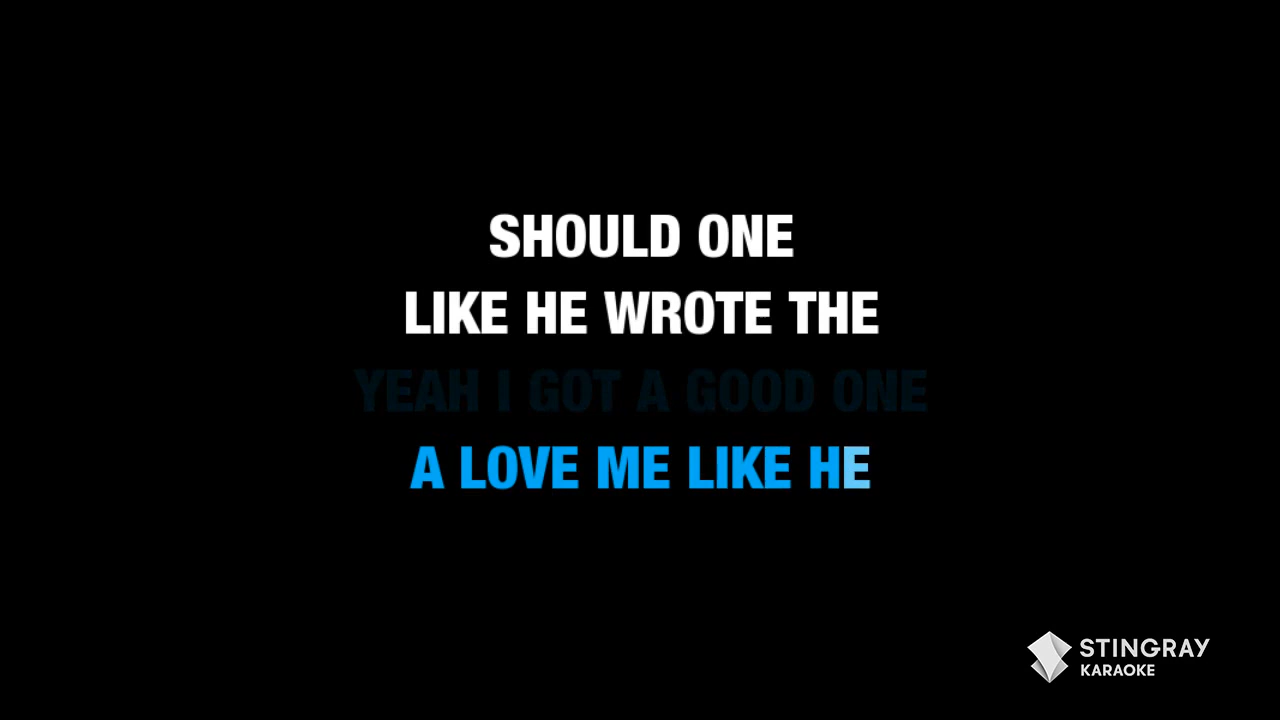 SHOULD ONE
LIKE HE WROTE THE
YEAH I GOT A GOOD ONE
A LOVE ME LIKE HE
STINGRAY
KARAOKE